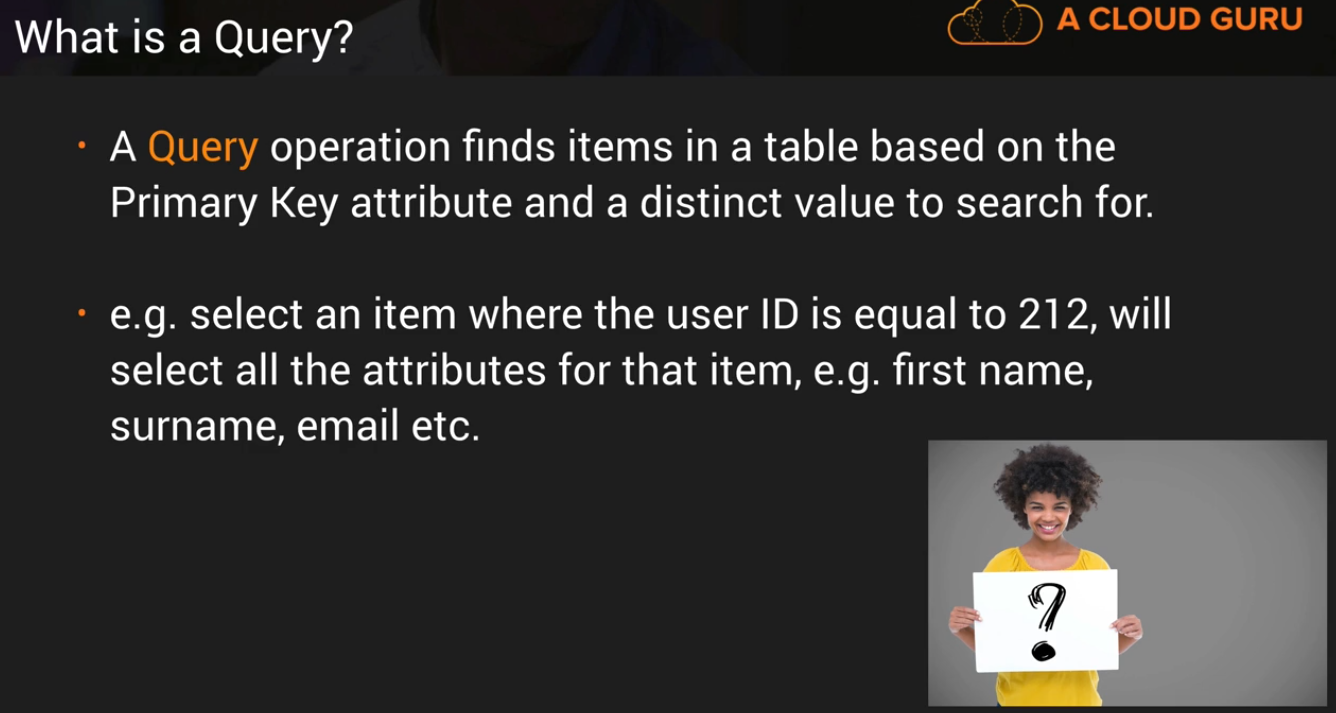 What is a Query?
A CLOUD GURU
• A Query operation finds items in a table based on the
Primary Key attribute and a distinct value to search for.
• e.g. select an item where the user ID is equal to 212, will
select all the attributes for that item, e.g. first name,
surname, email etc.
?